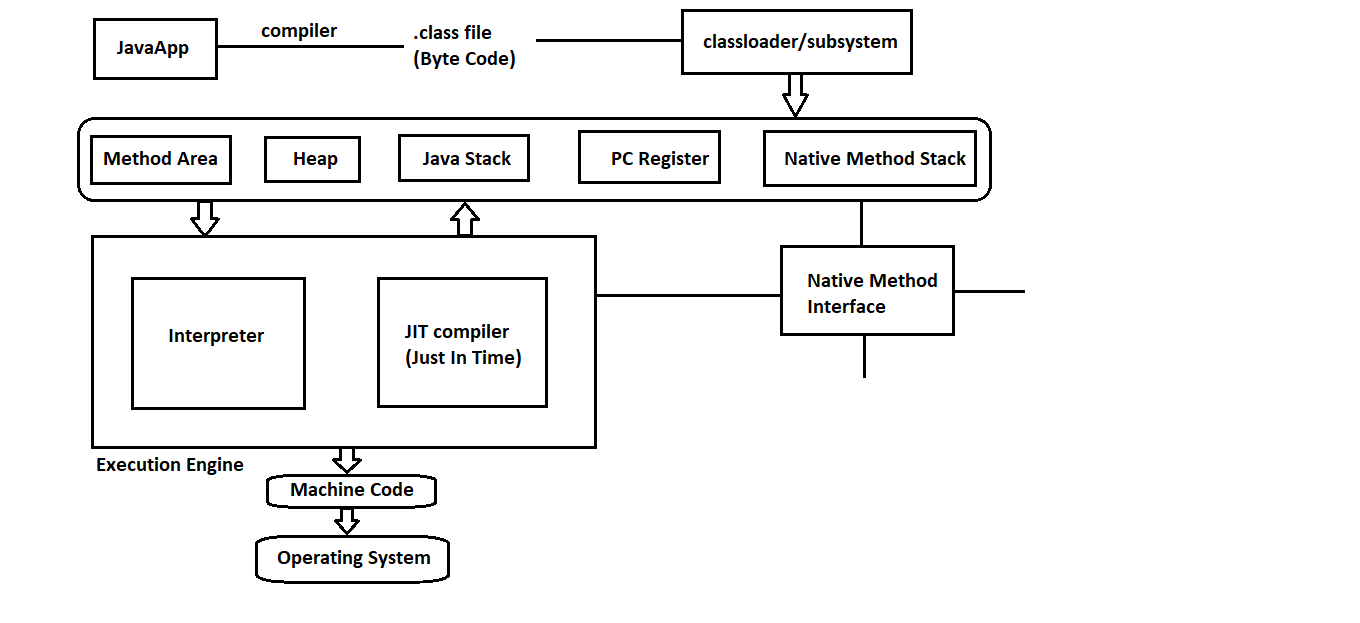 JavaApp
compiler
.class file
(Byte Code)
classloader/subsystem
Method Area
Heap
Java Stack
PC Register
Native Method Stack
Interpreter
JIT compiler
(Just In Time)
Native Method
Interface
Execution Engine
Machine Code
Operating System